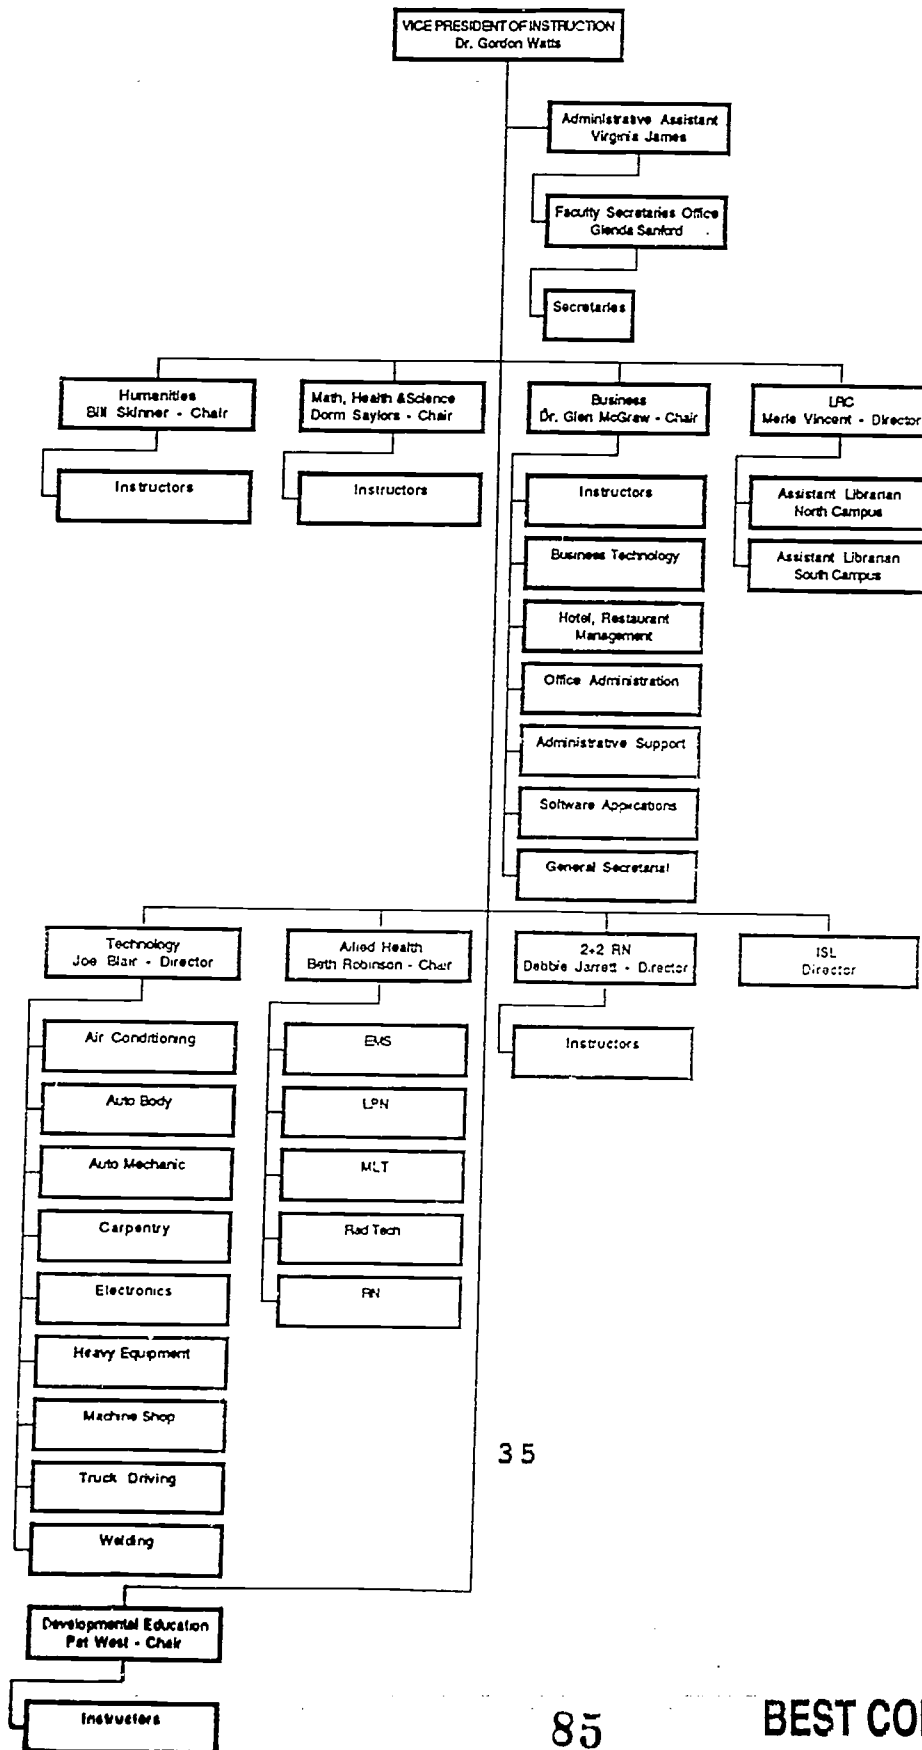 VICE PRESIDENT OF INSTRUCTION
Dr. Gordon Watts
Administrative Assistant
Virginia James
Faculty Secretaries Office
Glenda Sanford
Secretaries
Humanities
Bill Skinner - Chair
Math, Health & Science
Dorm Saylors - Chair
Business
Dr. Glen McGraw - Chair
LRC
Merle Vincent - Director
Instructors
Instructors
Instructors
Assistant Librarian
North Campus
Business Technology
Assistant Librarian
South Campus
Hotel, Restaurant
Management
Office Administration
Administrative Support
Software Applications
General Secretarial
Technology
Joe Blair - Director
Allied Health
Beth Robinson - Chair
2+2 RN
Debbie Jarrett - Director
ISL
Director
Air Conditioning
EMS
Instructors
Auto Body
LPN
Auto Mechanic
MLT
Carpentry
Rad Tech
Electronics
RN
Heavy Equipment
Machine Shop
35
Truck Driving
Welding
Developmental Education
Pat West - Chair
Instructors
85
BEST CO